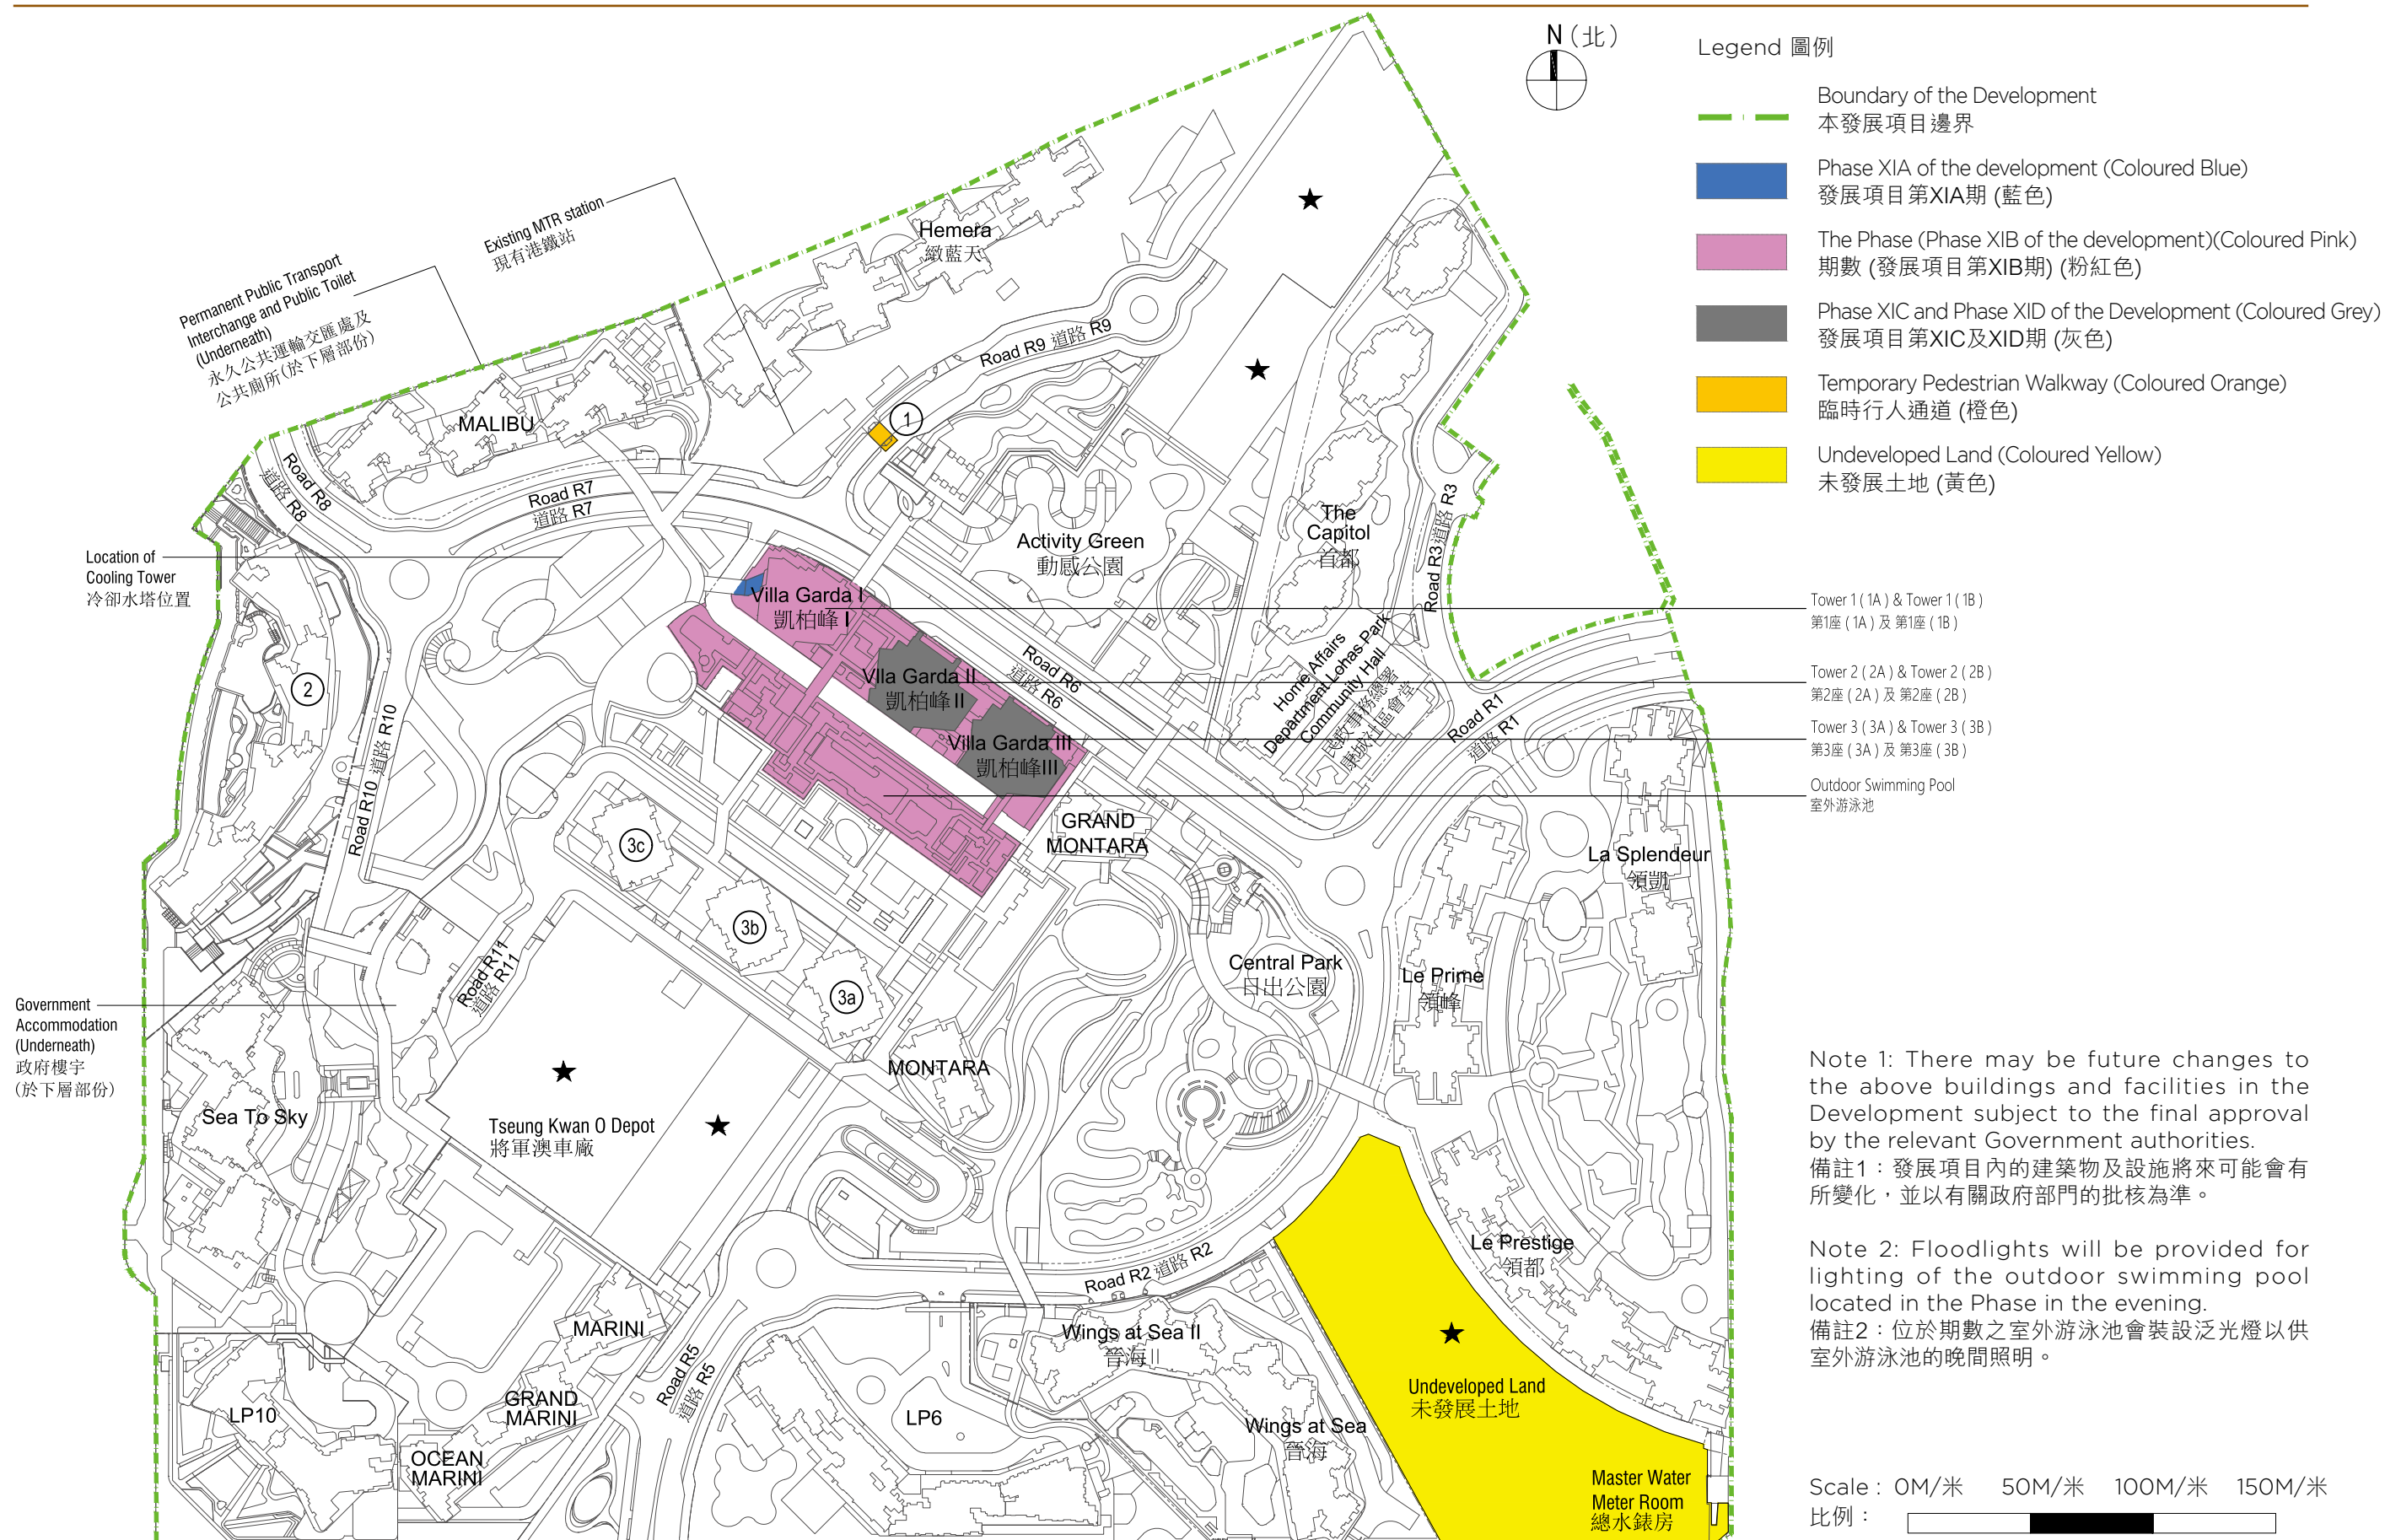 N（北）
Legend 圖例
Boundary of the Development
本發展項目邊界
Phase XIA of the development (Coloured Blue)
發展項目第XIA期 (藍色)
The Phase (Phase XIB of the development)(Coloured Pink)
期數 (發展項目第XIB期) (粉紅色)
Phase XIC and Phase XID of the Development (Coloured Grey)
發展項目第XIC及XID期 (灰色)
Temporary Pedestrian Walkway (Coloured Orange)
臨時行人通道 (橙色)
Undeveloped Land (Coloured Yellow)
未發展土地 (黃色)
Existing MTR station
現有港鐵站
Permanent Public Transport
Interchange and Public Toilet
(Underneath)
永久公共運輸交匯處及
公共廁所(於下層部份)
Hemera
緻藍天
Road R9 道路 R9
MALIBU
1
Road R8
道路 R8
Road R7
道路 R7
Location of
Cooling Tower
冷卻水塔位置
Activity Green
動感公園
The
Capitol
首都
Road R3 道路 R3
Villa Garda I
凱柏峰 I
VIla Garda II
凱柏峰 II
Villa Garda III
凱柏峰III
Road R6
道路 R6
Home Affairs
Department Lohas Park
Community Hall
民政事務總署
康城社區會堂
Road R1
道路 R1
Tower 1 ( 1A ) & Tower 1 ( 1B )
第1座 ( 1A ) 及 第1座 ( 1B )
Tower 2 ( 2A ) & Tower 2 ( 2B )
第2座 ( 2A ) 及 第2座 ( 2B )
Tower 3 ( 3A ) & Tower 3 ( 3B )
第3座 ( 3A ) 及 第3座 ( 3B )
Outdoor Swimming Pool
室外游泳池
2
Road R10 道路 R10
3c
3b
3a
GRAND
MONTARA
La Splendeur
領凱
Central Park
日出公園
Le Prime
領峰
Road R11
道路 R11
Government
Accommodation
(Underneath)
政府樓宇
(於下層部份)
MONTARA
Sea To Sky
Tseung Kwan O Depot
將軍澳車廠
Le Prestige
領都
Road R2 道路 R2
MARINI
Wings at Sea II
晉海II
Road R5
道路 R5
GRAND
MARINI
LP10
LP6
Wings at Sea
晉海
Undeveloped Land
未發展土地
OCEAN
MARINI
Master Water
Meter Room
總水錶房
Note 1: There may be future changes to
the above buildings and facilities in the
Development subject to the final approval
by the relevant Government authorities.
備註1：發展項目內的建築物及設施將來可能會有
所變化，並以有關政府部門的批核為準。
Note 2: Floodlights will be provided for
lighting of the outdoor swimming pool
located in the Phase in the evening.
備註2：位於期數之室外游泳池會裝設泛光燈以供
室外游泳池的晚間照明。
Scale : 0M/米 50M/米 100M/米 150M/米
比例：